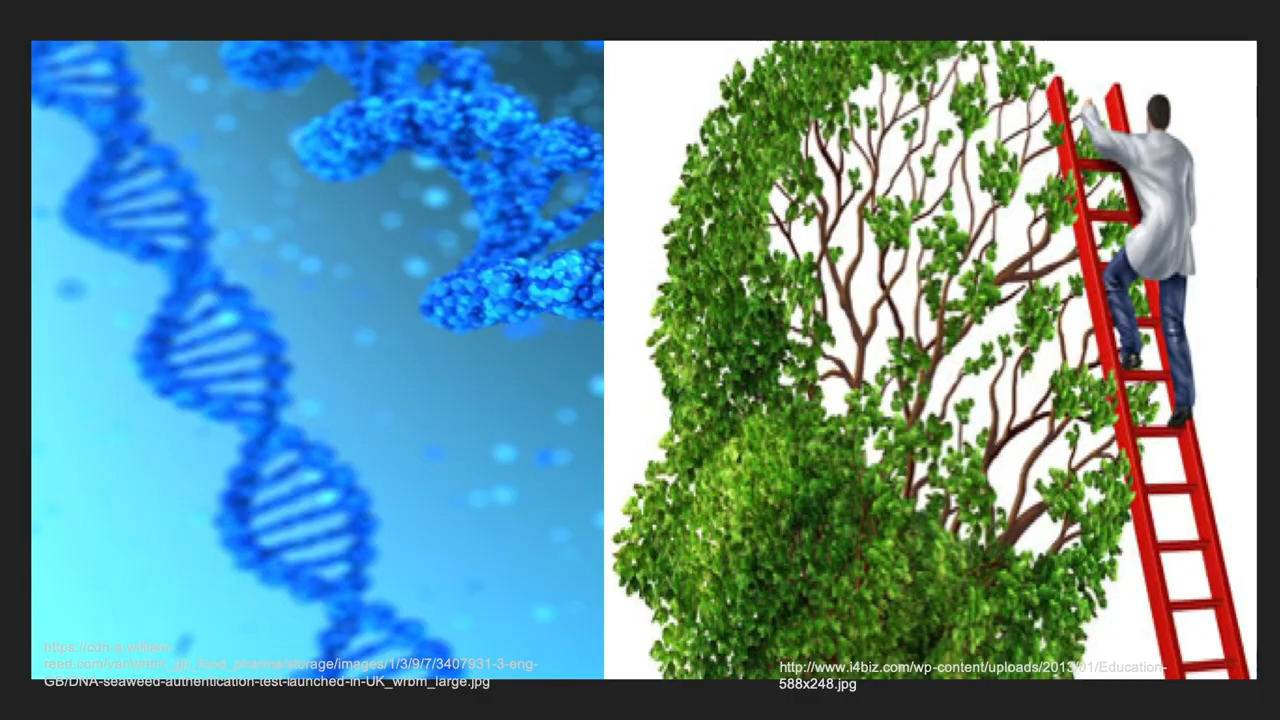 https://cdn-a.william-
reed.com/var/wrbm_gb_food_pharma/storage/images/1/3/9/7/3407931-3-eng-
GB/DNA-seaweed-authentication-test-launched-in-UK_wrbm_large.jpg
http://www.i4biz.com/wp-content/uploads/2013/01/Education-
588x248.jpg